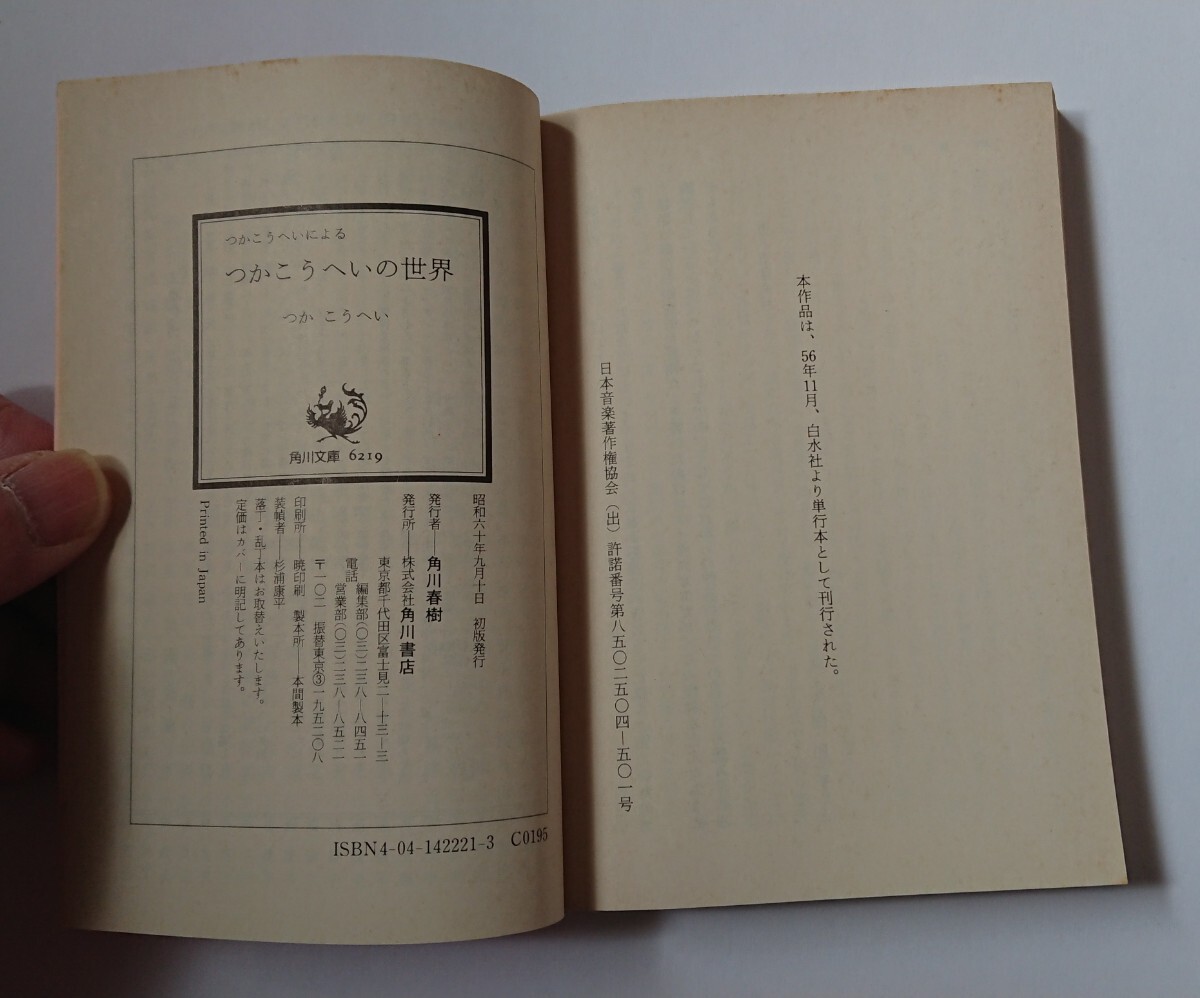 本作品は、56年11月、白水社より単行本として刊行された。
日本音楽著作権協会（出）許諾番号第八五〇二五〇四—五〇一号
つかこうへいによる
つかこうへいの世界
つか こうへい
角川文庫 6219
昭和六十年九月十日 初版発行
発行者——角川春樹
発行所——株式会社角川書店
東京都千代田区富士見二—十三—三
電話 編集部（〇三）二三八—八四五一
営業部（〇三）二三八—八五二一
〒一〇二 振替東京③一九五二〇八
印刷所——暁印刷 製本所——本間製本
装幀者——杉浦康平
落丁・乱丁本はお取替えいたします。
定価はカバーに明記してあります。
Printed in Japan
ISBN4-04-142221-3 C0195